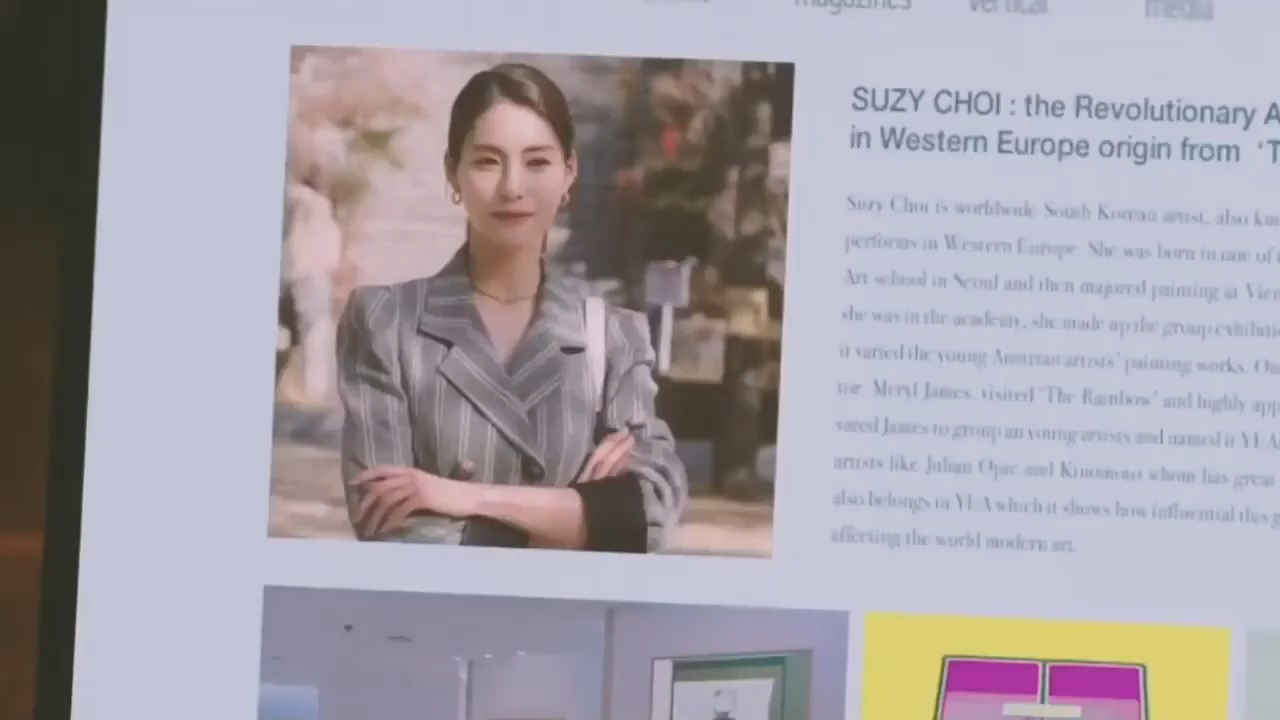 magazines
vertical
media
SUZY CHOI : the Revolutionary A
in Western Europe origin from 'T
Suzy Choi is worldwide South Korean artist, also kn
performs in Western Europe. She was born in one of
Art school in Seoul and then majored painting at Vien
she was in the academy, she made up the group exhibiti
it varied the young Austrian artists' painting works. On
tor, Meryl James, visited 'The Rainbow' and highly app
vared James to group an young artists and named it YEA
artists like Julian Opie and Kuomoto whom has great
also belongs to YEA which it shows how influential this g
affecting the world modern art.